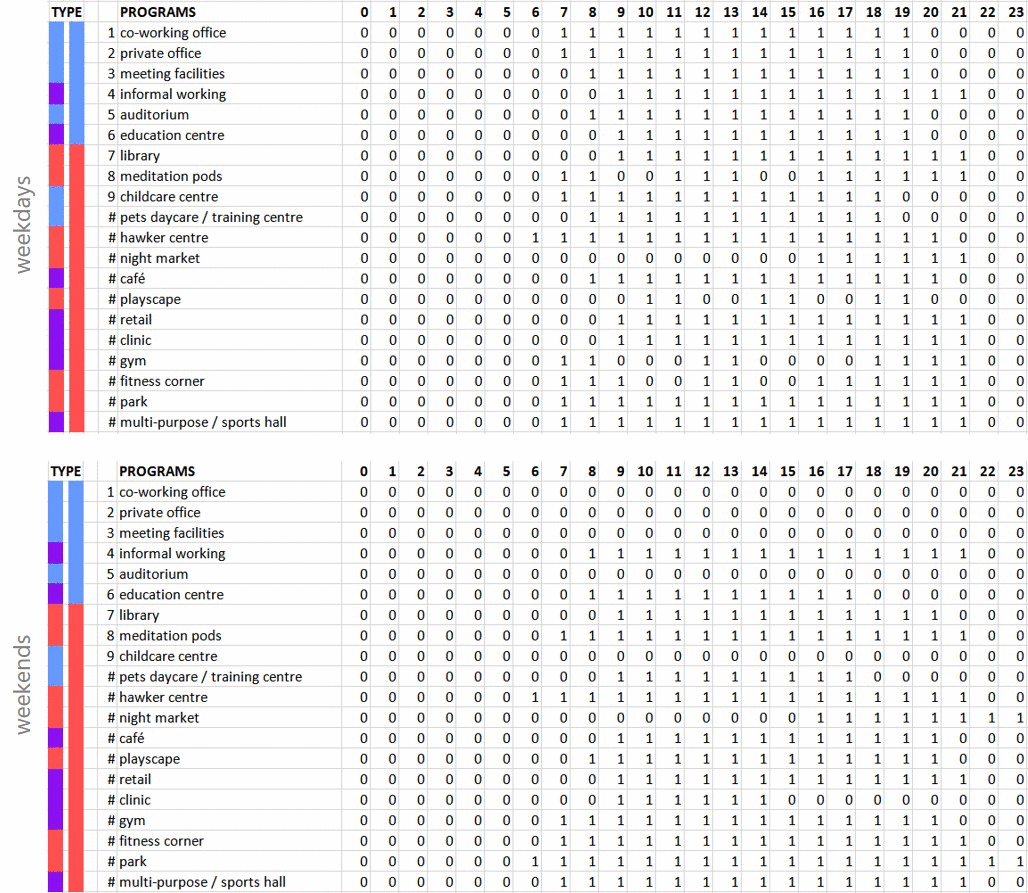 TYPE PROGRAMS 0 1 2 3 4 5 6 7 8 9 10 11 12 13 14 15 16 17 18 19 20 21 22 23
1 co-working office 0 0 0 0 0 0 0 1 1 1 1 1 1 1 1 1 1 1 1 1 0 0 0 0
2 private office 0 0 0 0 0 0 0 1 1 1 1 1 1 1 1 1 1 1 1 1 0 0 0 0
3 meeting facilities 0 0 0 0 0 0 0 0 1 1 1 1 1 1 1 1 1 1 1 1 0 0 0 0
4 informal working 0 0 0 0 0 0 0 0 0 1 1 1 1 1 1 1 1 1 1 1 1 1 0 0
5 auditorium 0 0 0 0 0 0 0 0 1 1 1 1 1 1 1 1 1 1 1 1 0 0 0 0
6 education centre 0 0 0 0 0 0 0 0 0 1 1 1 1 1 1 1 1 1 1 1 0 0 0 0
7 library 0 0 0 0 0 0 0 0 0 1 1 1 1 1 1 1 1 1 1 1 1 1 0 0
8 meditation pods 0 0 0 0 0 0 0 1 1 0 0 1 1 1 0 0 1 1 1 1 1 1 0 0
9 childcare centre 0 0 0 0 0 0 0 1 1 1 1 1 1 1 1 1 1 1 1 0 0 0 0 0
# pets daycare / training centre 0 0 0 0 0 0 0 0 1 1 1 1 1 1 1 1 1 1 1 0 0 0 0 0
# hawker centre 0 0 0 0 0 0 1 1 1 1 1 1 1 1 1 1 1 1 1 1 1 0 0 0
# night market 0 0 0 0 0 0 0 0 0 0 0 0 0 0 0 0 1 1 1 1 1 1 0 0
# café 0 0 0 0 0 0 0 0 1 1 1 1 1 1 1 1 1 1 1 1 1 0 0 0
# playscape 0 0 0 0 0 0 0 0 0 0 1 1 0 0 1 1 0 0 1 1 1 1 0 0
# retail 0 0 0 0 0 0 0 0 0 1 1 1 1 1 1 1 1 1 1 1 1 1 0 0
# clinic 0 0 0 0 0 0 0 0 0 1 1 1 1 1 1 1 1 1 1 1 1 1 0 0
# gym 0 0 0 0 0 0 0 1 1 0 0 0 1 1 0 0 0 0 1 1 1 1 0 0
# fitness corner 0 0 0 0 0 0 0 1 1 1 0 0 1 1 0 0 1 1 1 1 1 1 0 0
# park 0 0 0 0 0 0 0 1 1 1 1 1 1 1 1 1 1 1 1 1 1 1 0 0
# multi-purpose / sports hall 0 0 0 0 0 0 0 1 1 1 1 1 1 1 1 1 1 1 1 1 1 1 0 0
weekdays
TYPE PROGRAMS 0 1 2 3 4 5 6 7 8 9 10 11 12 13 14 15 16 17 18 19 20 21 22 23
1 co-working office 0 0 0 0 0 0 0 0 0 0 0 0 0 0 0 0 0 0 0 0 0 0 0 0
2 private office 0 0 0 0 0 0 0 0 0 0 0 0 0 0 0 0 0 0 0 0 0 0 0 0
3 meeting facilities 0 0 0 0 0 0 0 0 0 0 0 0 0 0 0 0 0 0 0 0 0 0 0 0
4 informal working 0 0 0 0 0 0 0 0 1 1 1 1 1 1 1 1 1 1 1 1 1 1 0 0
5 auditorium 0 0 0 0 0 0 0 0 0 0 0 0 0 0 0 0 0 0 0 0 0 0 0 0
6 education centre 0 0 0 0 0 0 0 0 1 1 1 1 1 1 1 1 1 1 0 0 0 0 0 0
7 library 0 0 0 0 0 0 0 0 0 1 1 1 1 1 1 1 1 1 1 1 1 0 0 0
8 meditation pods 0 0 0 0 0 0 0 1 1 1 1 1 1 1 1 1 1 1 1 1 1 1 0 0
9 childcare centre 0 0 0 0 0 0 0 0 0 0 0 0 0 0 0 0 0 0 0 0 0 0 0 0
# pets daycare / training centre 0 0 0 0 0 0 0 0 0 1 1 1 1 1 1 1 1 1 0 0 0 0 0 0
# hawker centre 0 0 0 0 0 0 1 1 1 1 1 1 1 1 1 1 1 1 1 1 1 1 0 0
# night market 0 0 0 0 0 0 0 0 0 0 0 0 0 0 0 0 1 1 1 1 1 1 1 1
# café 0 0 0 0 0 0 0 0 0 1 1 1 1 1 1 1 1 1 1 1 1 0 0 0
# playscape 0 0 0 0 0 0 0 0 1 1 1 1 1 1 1 1 1 1 1 1 1 0 0 0
# retail 0 0 0 0 0 0 0 0 0 1 1 1 1 1 1 1 1 1 1 1 1 1 0 0
# clinic 0 0 0 0 0 0 0 0 0 1 1 1 1 1 1 0 0 0 0 0 0 0 0 0
# gym 0 0 0 0 0 0 0 1 1 1 1 1 1 1 1 1 1 1 1 1 1 1 0 0
# fitness corner 0 0 0 0 0 0 0 1 1 1 1 1 1 1 1 1 1 1 1 1 1 1 0 0
# park 0 0 0 0 0 0 1 1 1 1 1 1 1 1 1 1 1 1 1 1 1 1 1 1
# multi-purpose / sports hall 0 0 0 0 0 0 0 1 1 1 1 1 1 1 1 1 1 1 1 1 1 1 0 0
weekends